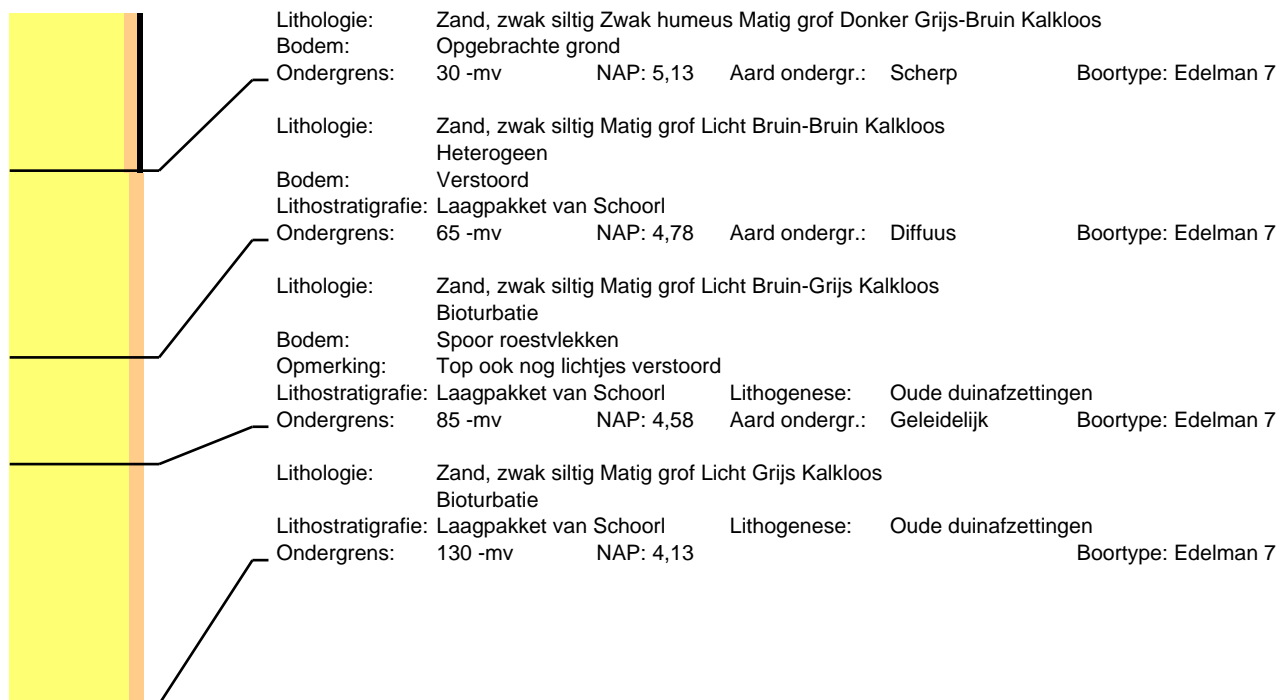 Lithologie: Zand, zwak siltig Zwak humeus Matig grof Donker Grijs-Bruin Kalkloos
Bodem: Opgebrachte grond
Ondergrens: 30 -mv NAP: 5,13 Aard ondergr.: Scherp Boortype: Edelman 7
Lithologie: Zand, zwak siltig Matig grof Licht Bruin-Bruin Kalkloos
Heterogeen
Bodem: Verstoord
Lithostratigrafie: Laagpakket van Schoorl
Ondergrens: 65 -mv NAP: 4,78 Aard ondergr.: Diffuus Boortype: Edelman 7
Lithologie: Zand, zwak siltig Matig grof Licht Bruin-Grijs Kalkloos
Bioturbatie
Bodem: Spoor roestvlekken
Opmerking: Top ook nog lichtjes verstoord
Lithostratigrafie: Laagpakket van Schoorl Lithogenese: Oude duinafzettingen
Ondergrens: 85 -mv NAP: 4,58 Aard ondergr.: Geleidelijk Boortype: Edelman 7
Lithologie: Zand, zwak siltig Matig grof Licht Grijs Kalkloos
Bioturbatie
Lithostratigrafie: Laagpakket van Schoorl Lithogenese: Oude duinafzettingen
Ondergrens: 130 -mv NAP: 4,13 Boortype: Edelman 7